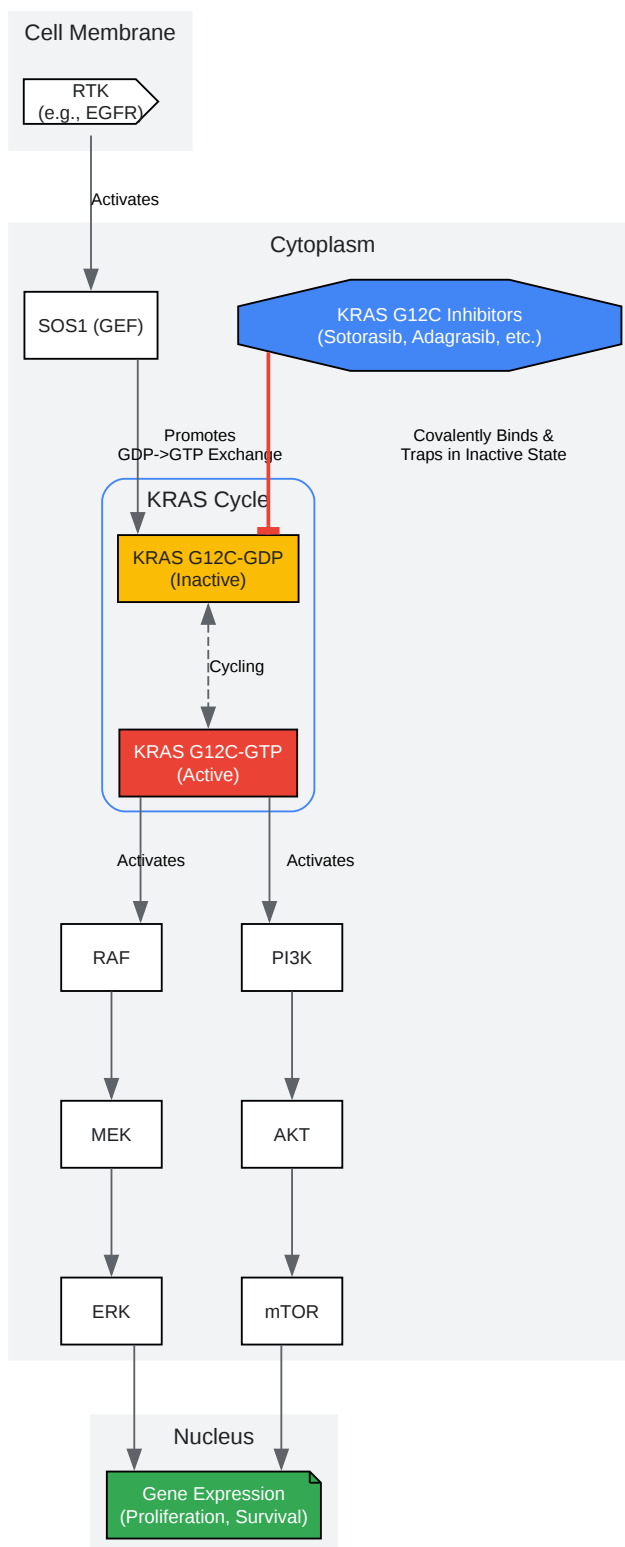 Cell Membrane
RTK
(e.g., EGFR)
Activates
Cytoplasm
SOS1 (GEF)
KRAS G12C Inhibitors
(Sotorasib, Adagrasib, etc.)
Promotes
GDP->GTP Exchange
Covalently Binds &
Traps in Inactive State
KRAS Cycle
KRAS G12C-GDP
(Inactive)
Cycling
KRAS G12C-GTP
(Active)
Activates
Activates
RAF
PI3K
MEK
AKT
ERK
mTOR
Nucleus
Gene Expression
(Proliferation, Survival)